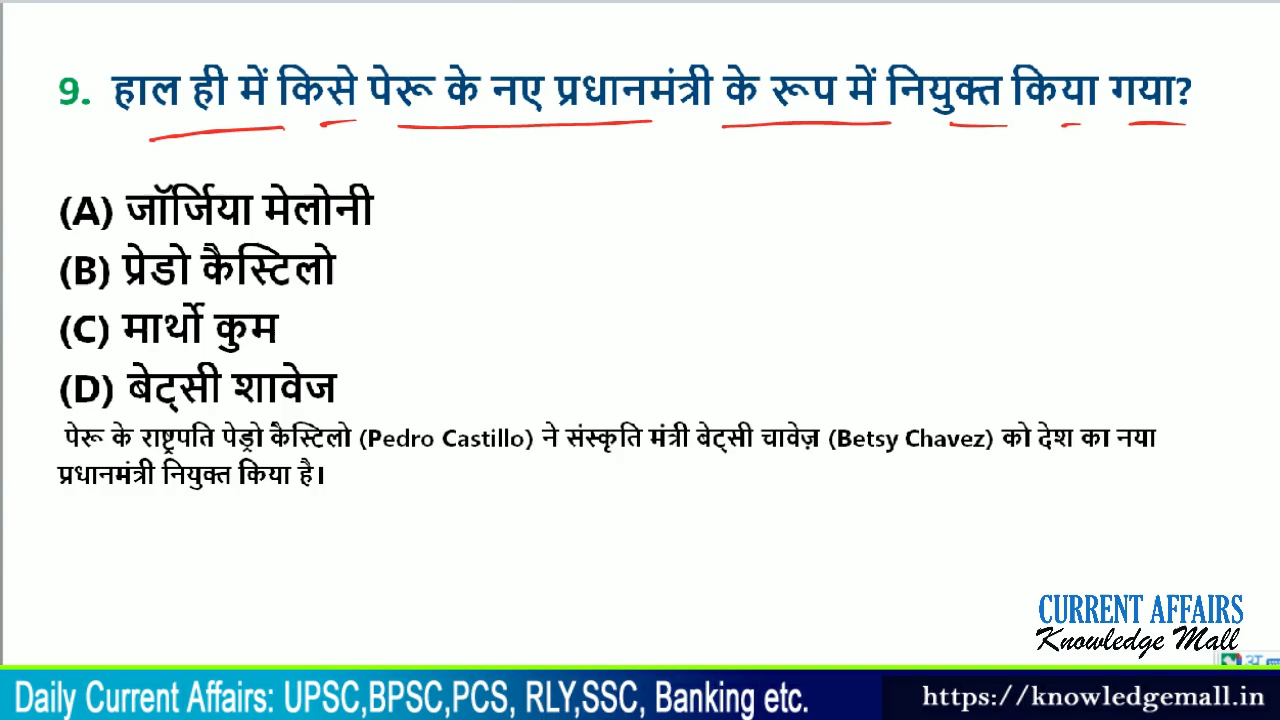 9. हाल ही में किसे पेरू के नए प्रधानमंत्री के रूप में नियुक्त किया गया?
(A) जॉर्जिया मेलोनी
(B) प्रेडो कैस्टिलो
(C) मार्थो कुम
(D) बेट्सी शावेज
पेरू के राष्ट्रपति पेड्रो कैस्टिलो (Pedro Castillo) ने संस्कृति मंत्री बेट्सी चावेज़ (Betsy Chavez) को देश का नया
प्रधानमंत्री नियुक्त किया है।
CURRENT AFFAIRS
Knowledge Mall
Daily Current Affairs: UPSC,BPSC,PCS, RLY,SSC, Banking etc.
https://knowledgemall.in